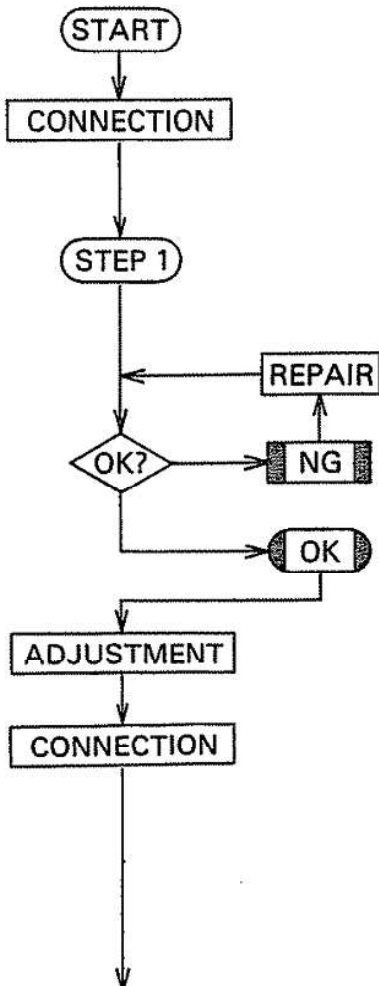 START
CONNECTION
STEP 1
REPAIR
OK?
NG
OK
ADJUSTMENT
CONNECTION